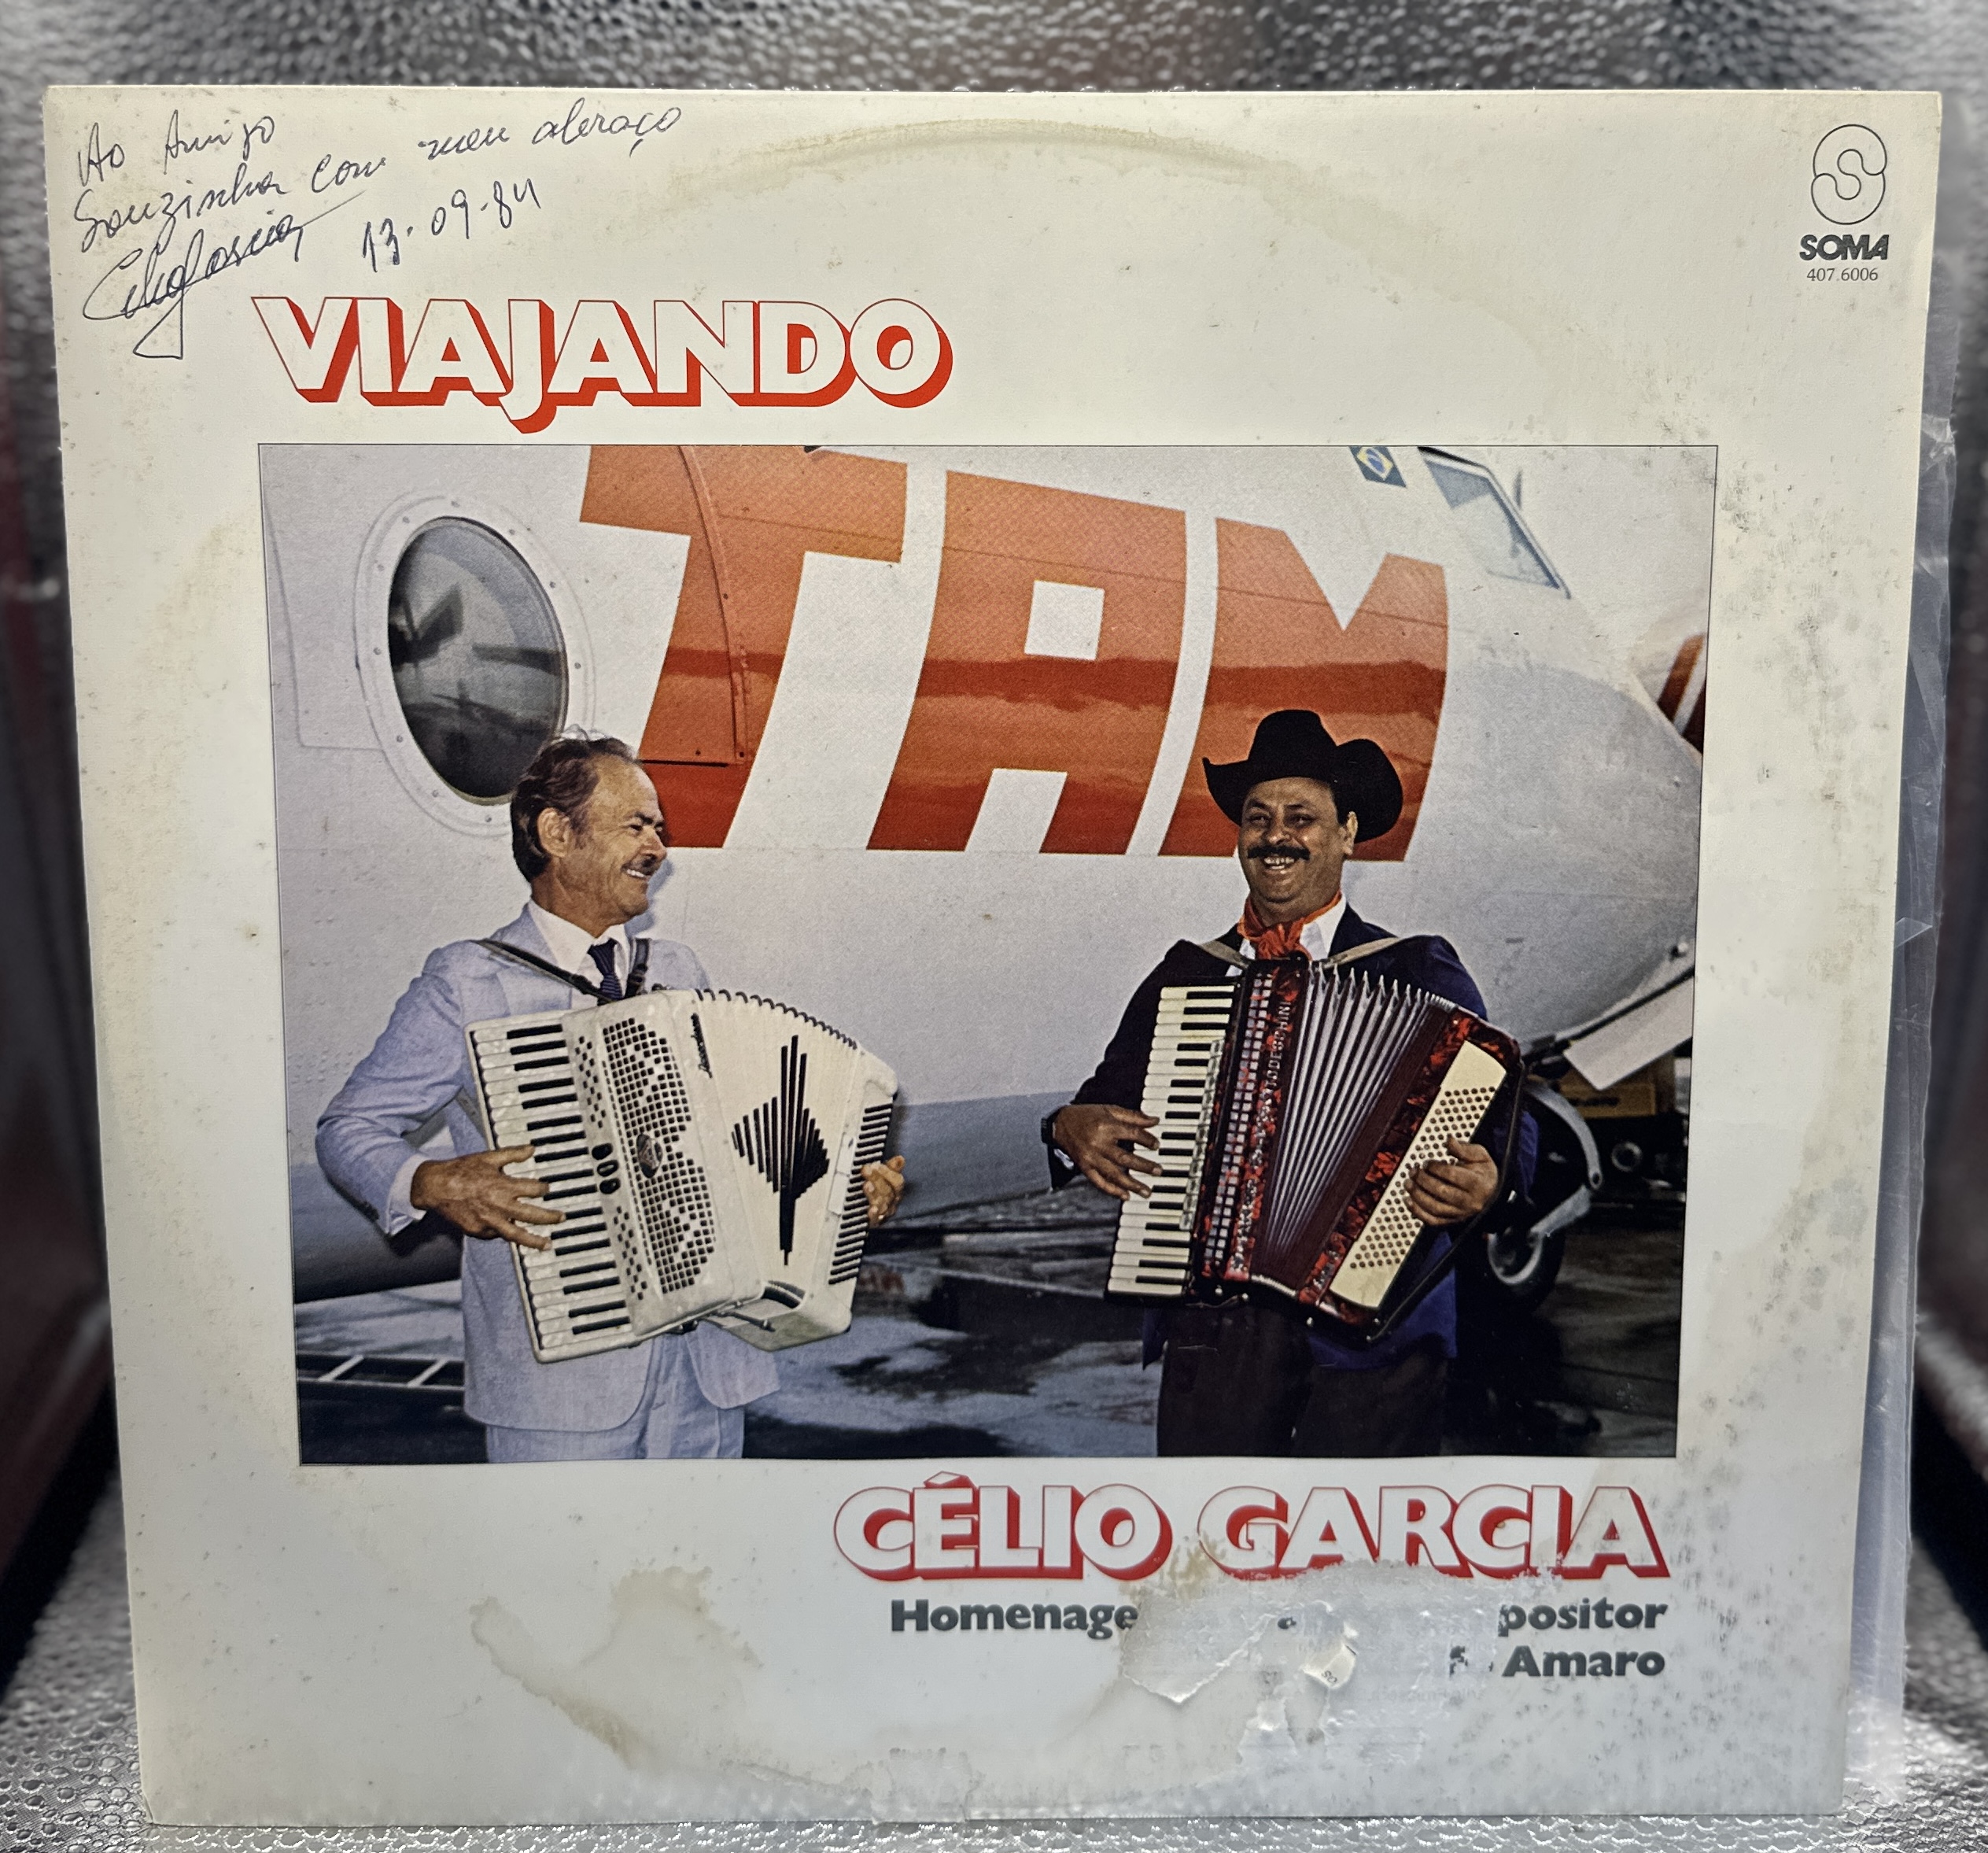 Ao Amigo
Souzinha com meu abraço
13.09.84
SOMA
407.6006
VIAJANDO
TAM
CÉLIO GARCIA
Homenage
positor
Amaro